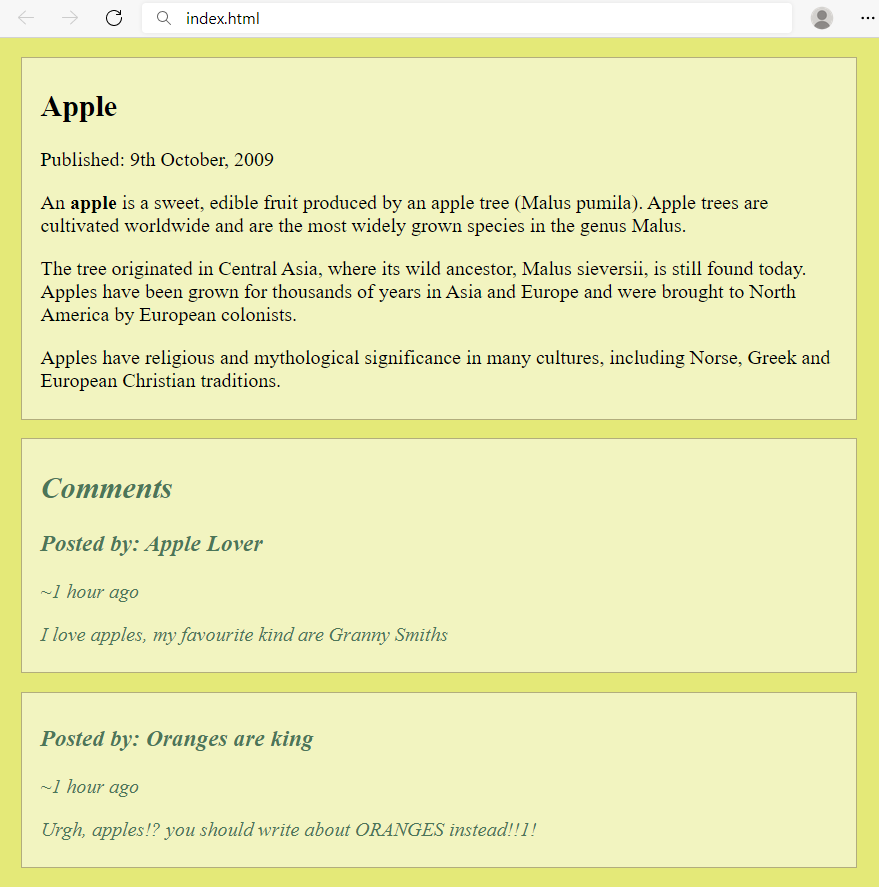 index.html
Apple
Published: 9th October, 2009
An apple is a sweet, edible fruit produced by an apple tree (Malus pumila). Apple trees are
cultivated worldwide and are the most widely grown species in the genus Malus.
The tree originated in Central Asia, where its wild ancestor, Malus sieversii, is still found today.
Apples have been grown for thousands of years in Asia and Europe and were brought to North
America by European colonists.
Apples have religious and mythological significance in many cultures, including Norse, Greek and
European Christian traditions.
Comments
Posted by: Apple Lover
~1 hour ago
I love apples, my favourite kind are Granny Smiths
Posted by: Oranges are king
~1 hour ago
Urgh, apples!? you should write about ORANGES instead!!1!